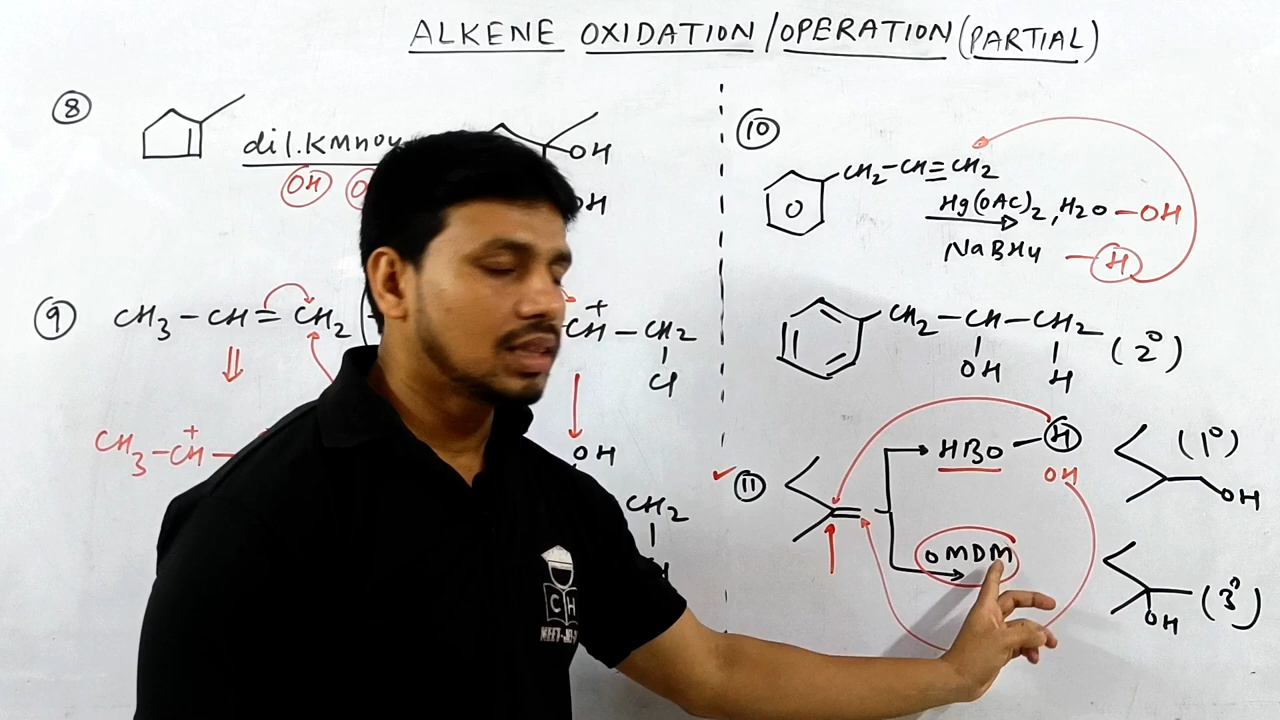 ALKENE OXIDATION/OPERATION (PARTIAL)
⑧
dil. KMnO4
OH
OH
OH
⑨ CH3 - CH = CH2
CH+ - CH2
Cl
CH3 - CH+ -
OH
CH2
⑩
CH2-CH=CH2
Hg(OAC)2, H2O - OH
NaBH4 - H
CH2-CH-CH2 (2°)
OH H
⑪
HBO - H
OH
(1°)
OH
OMDM
(3°)
OH
CH